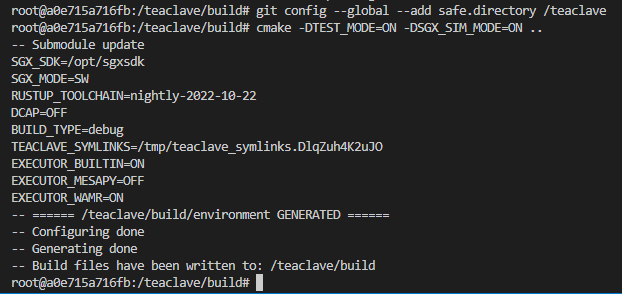 root@a0e715a716fb:/teaclave/build# git config --global --add safe.directory /teaclave
root@a0e715a716fb:/teaclave/build# cmake -DTEST_MODE=ON -DSGX_SIM_MODE=ON ..
-- Submodule update
SGX_SDK=/opt/sgxsdk
SGX_MODE=SW
RUSTUP_TOOLCHAIN=nightly-2022-10-22
DCAP=OFF
BUILD_TYPE=debug
TEACLAVE_SYMLINKS=/tmp/teaclave_symlinks.DlqZuh4K2uJO
EXECUTOR_BUILTIN=ON
EXECUTOR_MESAPY=OFF
EXECUTOR_WAMR=ON
-- ====== /teaclave/build/environment GENERATED ======
-- Configuring done
-- Generating done
-- Build files have been written to: /teaclave/build
root@a0e715a716fb:/teaclave/build#